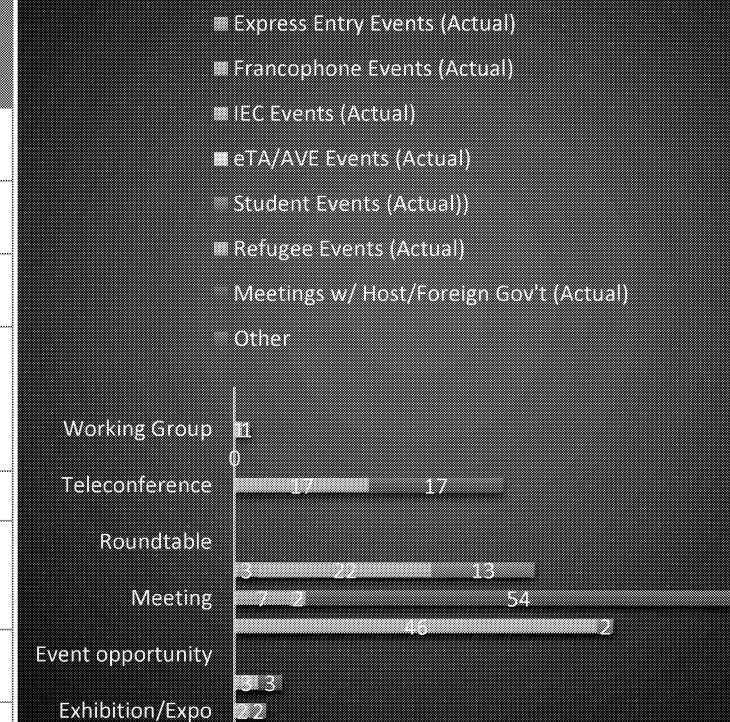 Express Entry Events (Actual)
Francophone Events (Actual)
IEC Events (Actual)
eTA/AVE Events (Actual)
Student Events (Actual))
Refugee Events (Actual)
Meetings w/ Host/Foreign Gov't (Actual)
Other
Working Group 1 1
0
Teleconference 17 17
Roundtable
3 22 13
Meeting 7 2 54
46 2
Event opportunity
3 3
Exhibition/Expo 2 2